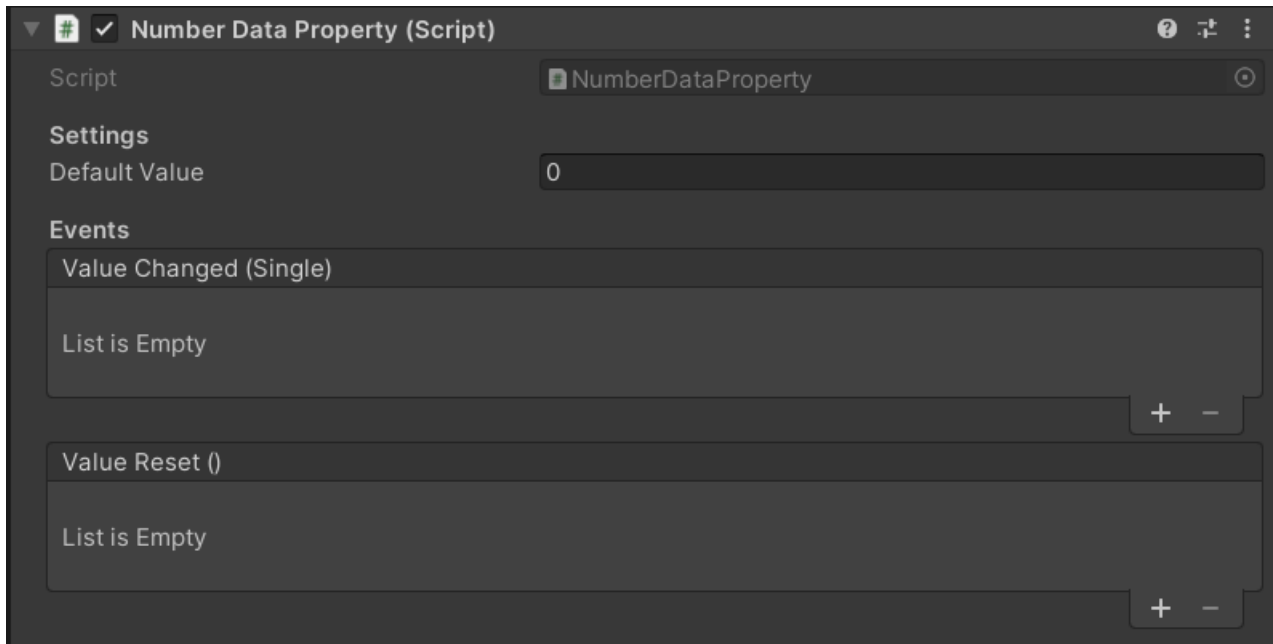 Number Data Property (Script)
Script NumberDataProperty
Settings
Default Value 0
Events
Value Changed (Single)
List is Empty
+ −
Value Reset ()
List is Empty
+ −